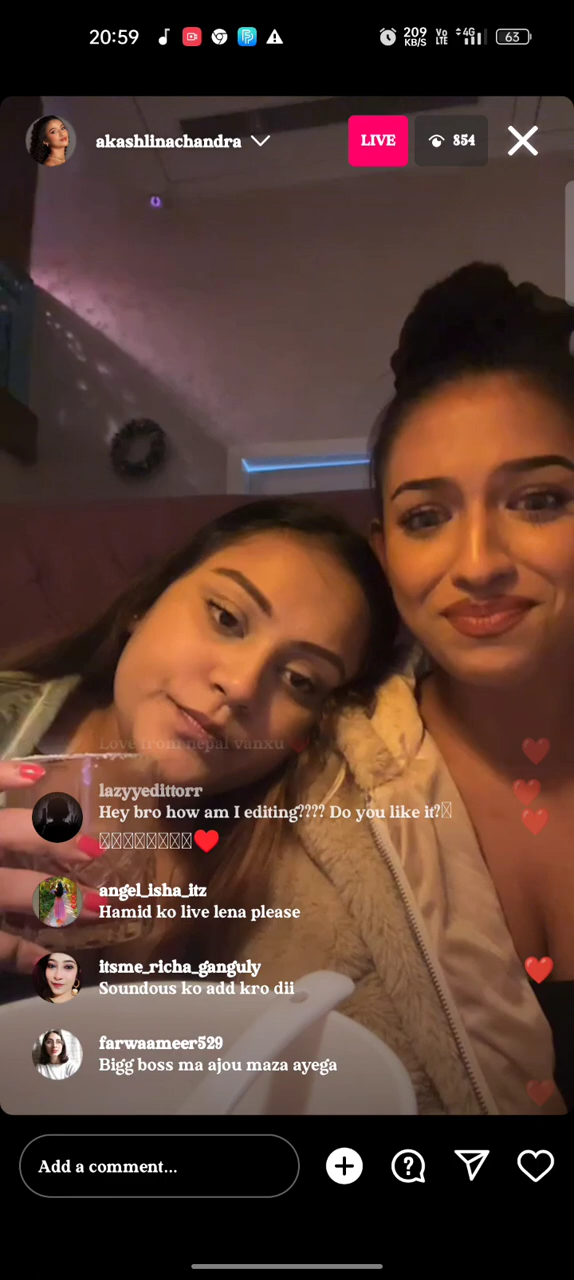 20:59
209 KB/S
Vo LTE
4G
63
akashlinachandra
LIVE
854
Love from nepal vanxu
lazyyedittorr
Hey bro how am I editing???? Do you like it?
angel_isha_itz
Hamid ko live lena please
itsme_richa_ganguly
Soundous ko add kro dii
farwaameer529
Bigg boss ma ajou maza ayega
Add a comment...